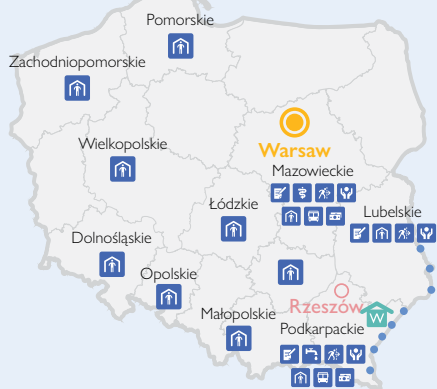 Pomorskie
Zachodniopomorskie
Warsaw
Wielkopolskie
Mazowieckie
Łódzkie
Lubelskie
Dolnośląskie
Opolskie
Rzeszów
Małopolskie
W
Podkarpackie